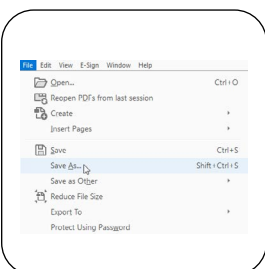 File Edit View E-Sign Window Help
Open... Ctrl+O
Reopen PDFs from last session
Create
Insert Pages
Save Ctrl+S
Save As... Shift+Ctrl+S
Save as Other
Reduce File Size
Export To
Protect Using Password